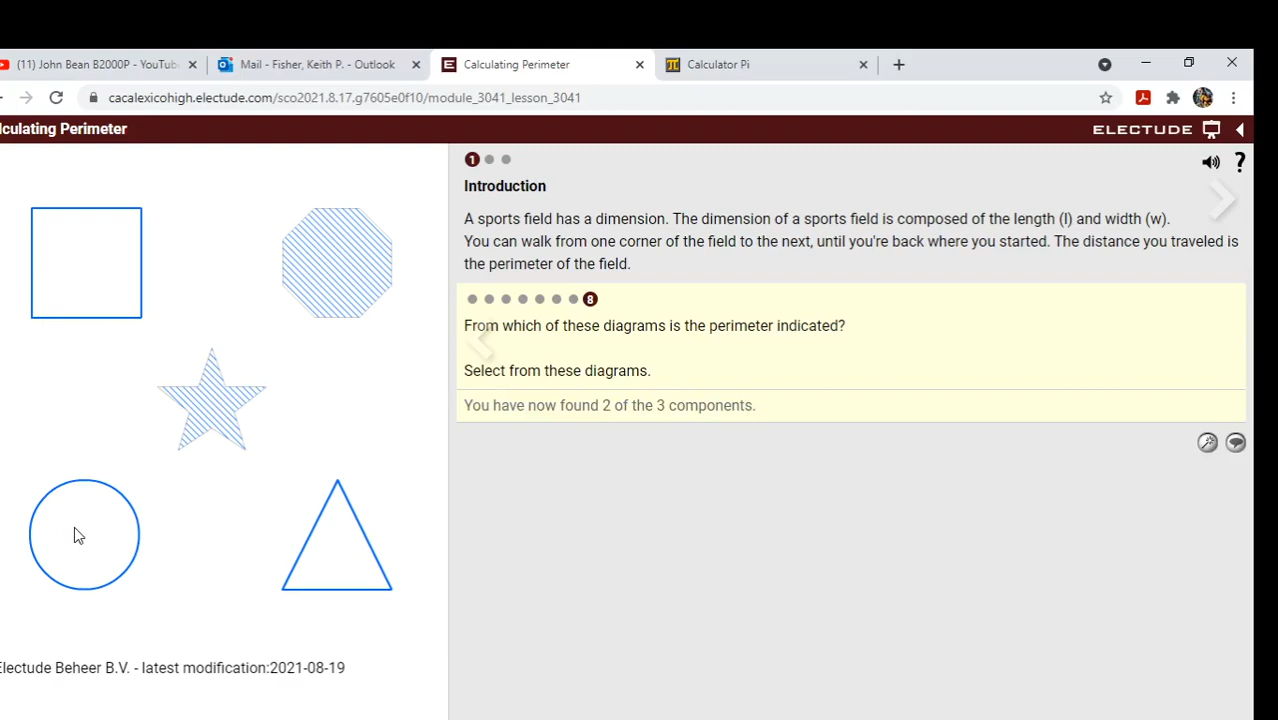 (11) John Bean B2000P - YouTub
Mail - Fisher, Keith P. - Outlook
Calculating Perimeter
Calculator Pi
cacalexicohigh.electude.com/sco2021.8.17.g7605e0f10/module_3041_lesson_3041
lculating Perimeter
ELECTUDE
1
?
Introduction
A sports field has a dimension. The dimension of a sports field is composed of the length (l) and width (w).
You can walk from one corner of the field to the next, until you're back where you started. The distance you traveled is
the perimeter of the field.
8
From which of these diagrams is the perimeter indicated?
Select from these diagrams.
You have now found 2 of the 3 components.
Electude Beheer B.V. - latest modification:2021-08-19